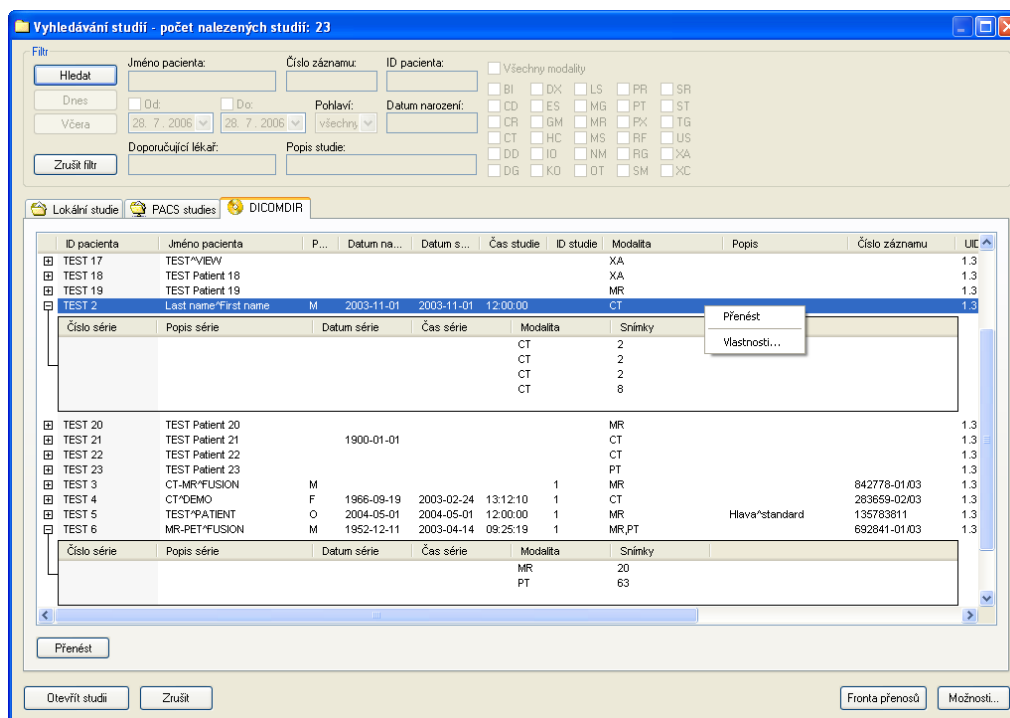 Vyhledávání studií - počet nalezených studií: 23
Filtr
Hledat
Dnes
Včera
Zrušit filtr
Jméno pacienta: Číslo záznamu: ID pacienta:
Od: Do: Pohlaví: Datum narození:
28. 7. 2006 28. 7. 2006 všechny
Doporučující lékař: Popis studie:
Všechny modality
BI DX LS PR SR
CD ES MG PT ST
CR GM MR PX TG
CT HC MS RF US
DD IO NM RG XA
DG KO OT SM XC
Lokální studie PACS studies DICOMDIR
ID pacienta Jméno pacienta P... Datum na... Datum s... Čas studie ID studie Modalita Popis Číslo záznamu UID
TEST 17 TEST^VIEW XA 1.3
TEST 18 TEST Patient 18 XA 1.3
TEST 19 TEST Patient 19 MR 1.3
TEST 2 Last name^First name M 2003-11-01 2003-11-01 12:00:00 CT 1.3
Přenést
Vlastnosti...
Číslo série Popis série Datum série Čas série Modalita Snímky
CT 2
CT 2
CT 2
CT 8
TEST 20 TEST Patient 20 MR 1.3
TEST 21 TEST Patient 21 1900-01-01 CT 1.3
TEST 22 TEST Patient 22 CT 1.3
TEST 23 TEST Patient 23 PT 1.3
TEST 3 CT-MR^FUSION M 1 MR 842778-01/03 1.3
TEST 4 CT^DEMO F 1966-09-19 2003-02-24 13:12:10 1 CT 283659-02/03 1.3
TEST 5 TEST^PATIENT O 2004-05-01 2004-05-01 12:00:00 1 MR Hlava^standard 135783811 1.3
TEST 6 MR-PET^FUSION M 1952-12-11 2003-04-14 09:25:19 1 MR,PT 692841-01/03 1.3
Číslo série Popis série Datum série Čas série Modalita Snímky
MR 20
PT 63
Přenést
Otevřít studii Zrušit Fronta přenosů Možnosti...